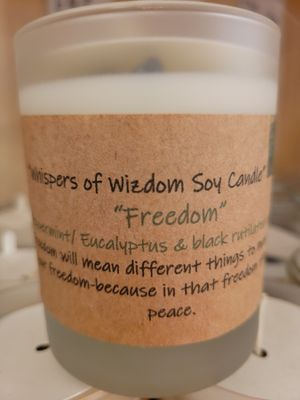 "Whispers of Wizdom Soy Candle"
"Freedom"
Eucalyptus & black
freedom will mean different things to
freedom-because in that freedom
peace.